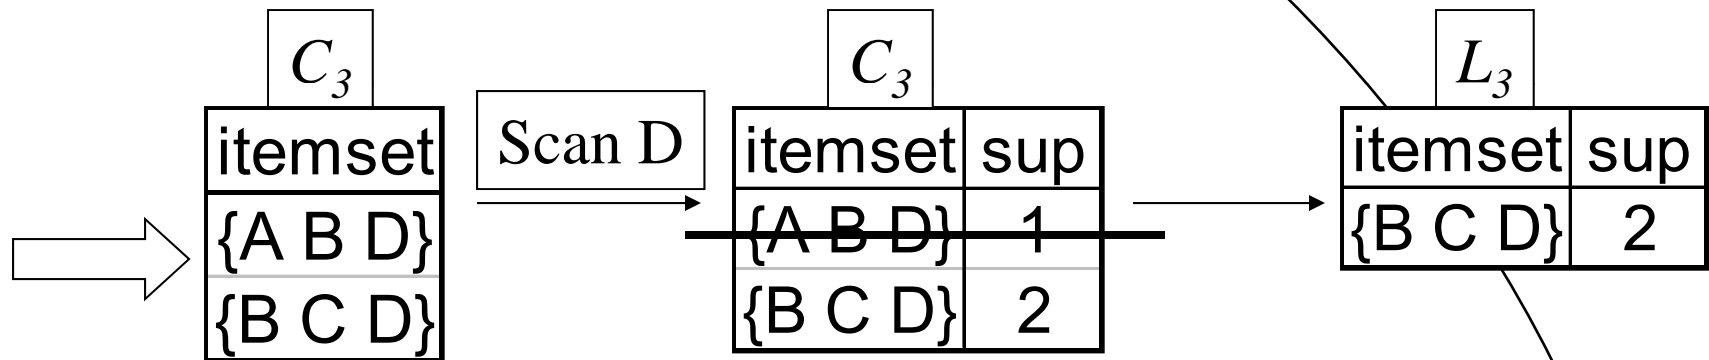 C3 C3 L3
itemset Scan D itemset sup itemset sup
{A B D} {A B D} 1 {B C D} 2
{B C D} {B C D} 2